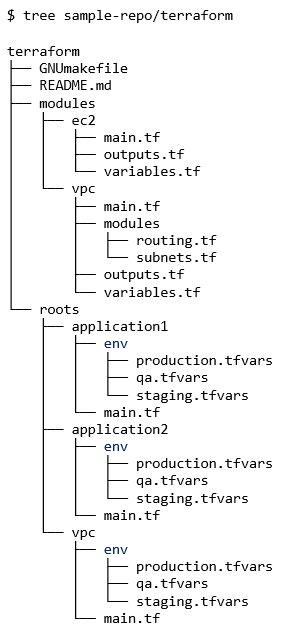 $ tree sample-repo/terraform
terraform
├── GNUmakefile
├── README.md
├── modules
│   ├── ec2
│   │   ├── main.tf
│   │   ├── outputs.tf
│   │   └── variables.tf
│   └── vpc
│       ├── main.tf
│       ├── modules
│       │   ├── routing.tf
│       │   └── subnets.tf
│       ├── outputs.tf
│       └── variables.tf
└── roots
    ├── application1
    │   ├── env
    │   │   ├── production.tfvars
    │   │   ├── qa.tfvars
    │   │   └── staging.tfvars
    │   └── main.tf
    ├── application2
    │   ├── env
    │   │   ├── production.tfvars
    │   │   ├── qa.tfvars
    │   │   └── staging.tfvars
    │   └── main.tf
    └── vpc
        ├── env
        │   ├── production.tfvars
        │   ├── qa.tfvars
        │   └── staging.tfvars
        └── main.tf